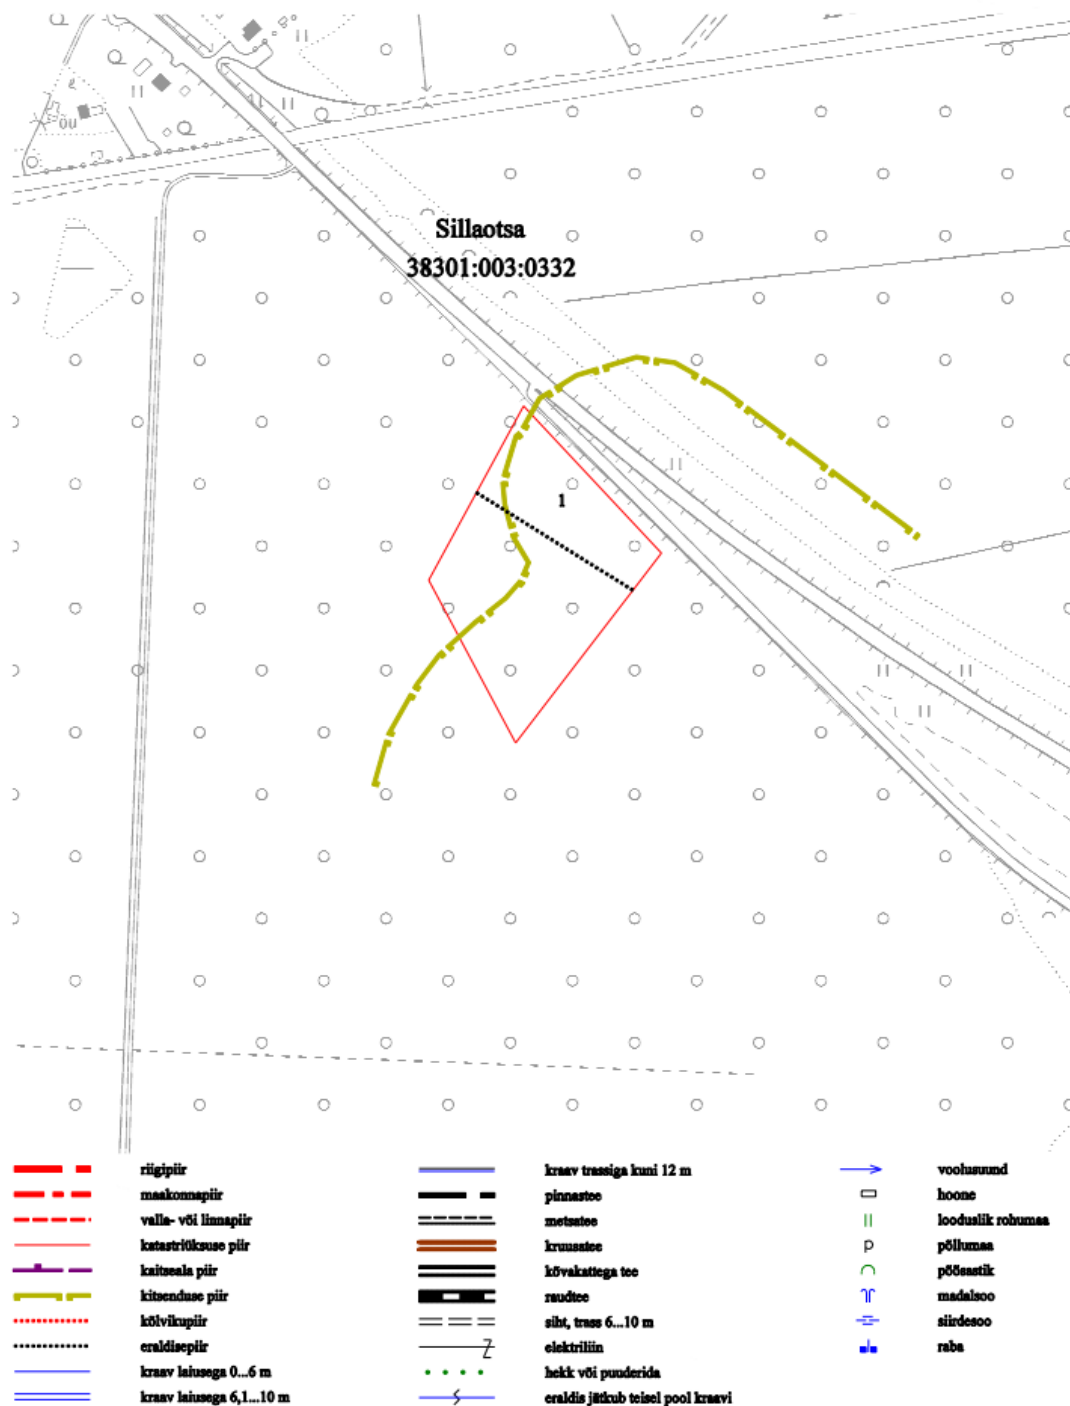 Sillaotsa
38301:003:0332
1
õu
riigipiir
maakonnapiir
valla- või linnapiir
katastriüksuse piir
kaitseala piir
kitsenduse piir
kõlvikupiir
eraldisepiir
kraav laiusega 0...6 m
kraav laiusega 6,1...10 m
kraav trassiga kuni 12 m
pinnastee
metsatee
kruusatee
kõvakattega tee
raudtee
siht, trass 6...10 m
elektriliin
hekk või puuderida
eraldis jätkub teisel pool kraavi
voolusuund
hoone
looduslik rohumaa
p põllumaa
põõsastik
madalsoo
siirdesoo
raba